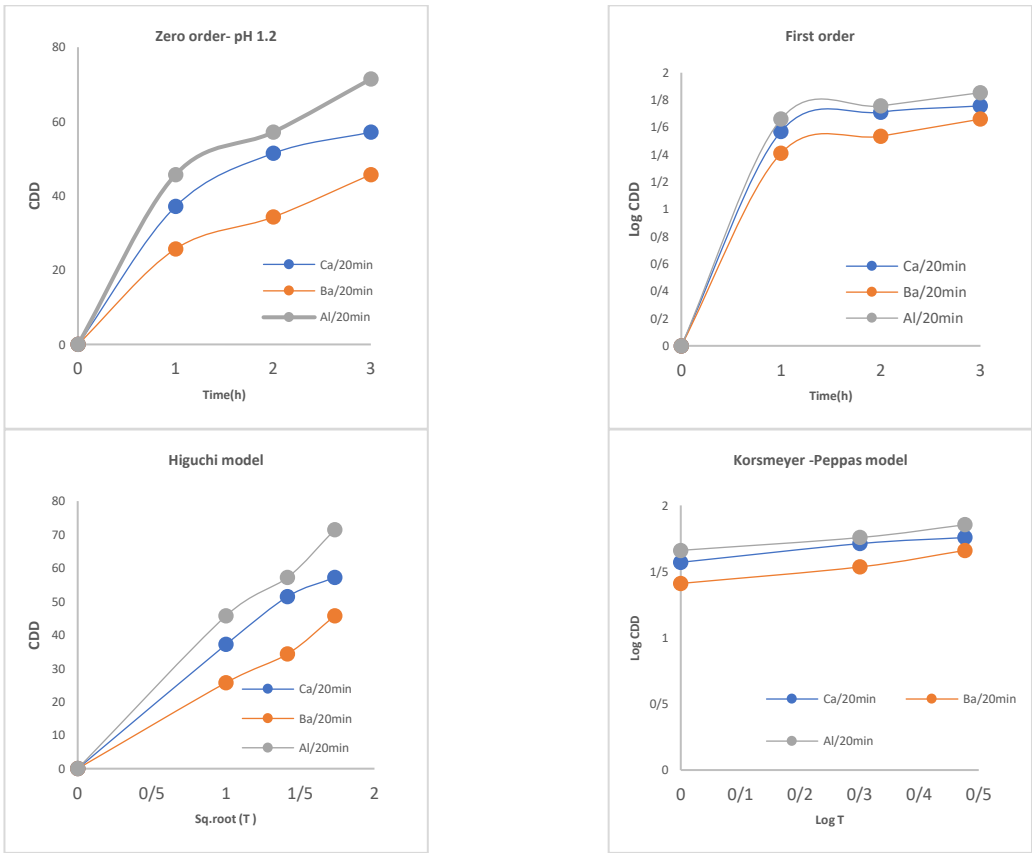 Zero order- pH 1.2
80
60
40
20
0
CDD
0 1 2 3
Time(h)
Ca/20min
Ba/20min
Al/20min
First order
2
1/8
1/6
1/4
1/2
1
0/8
0/6
0/4
0/2
0
Log CDD
0 1 2 3
Time(h)
Ca/20min
Ba/20min
Al/20min
Higuchi model
80
70
60
50
40
30
20
10
0
CDD
0 0/5 1 1/5 2
Sq.root (T )
Ca/20min
Ba/20min
Al/20min
Korsmeyer -Peppas model
2
1/5
1
0/5
0
Log CDD
0 0/1 0/2 0/3 0/4 0/5
Log T
Ca/20min Ba/20min
Al/20min